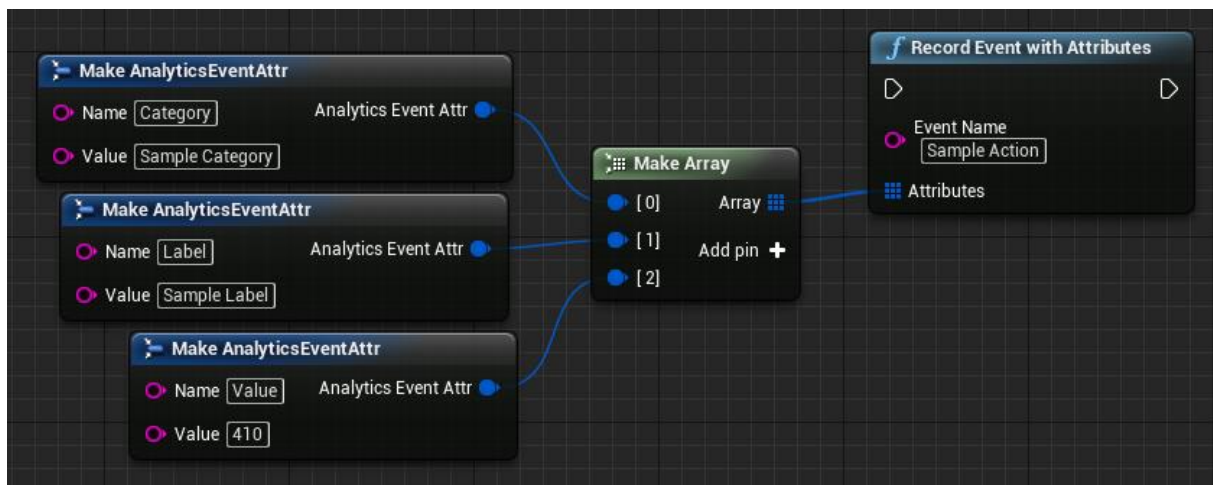 Make AnalyticsEventAttr
Name Category
Analytics Event Attr
Value Sample Category
Make AnalyticsEventAttr
Name Label
Analytics Event Attr
Value Sample Label
Make AnalyticsEventAttr
Name Value
Analytics Event Attr
Value 410
Make Array
[0] Array
[1]
Add pin +
[2]
f Record Event with Attributes
Event Name
Sample Action
Attributes